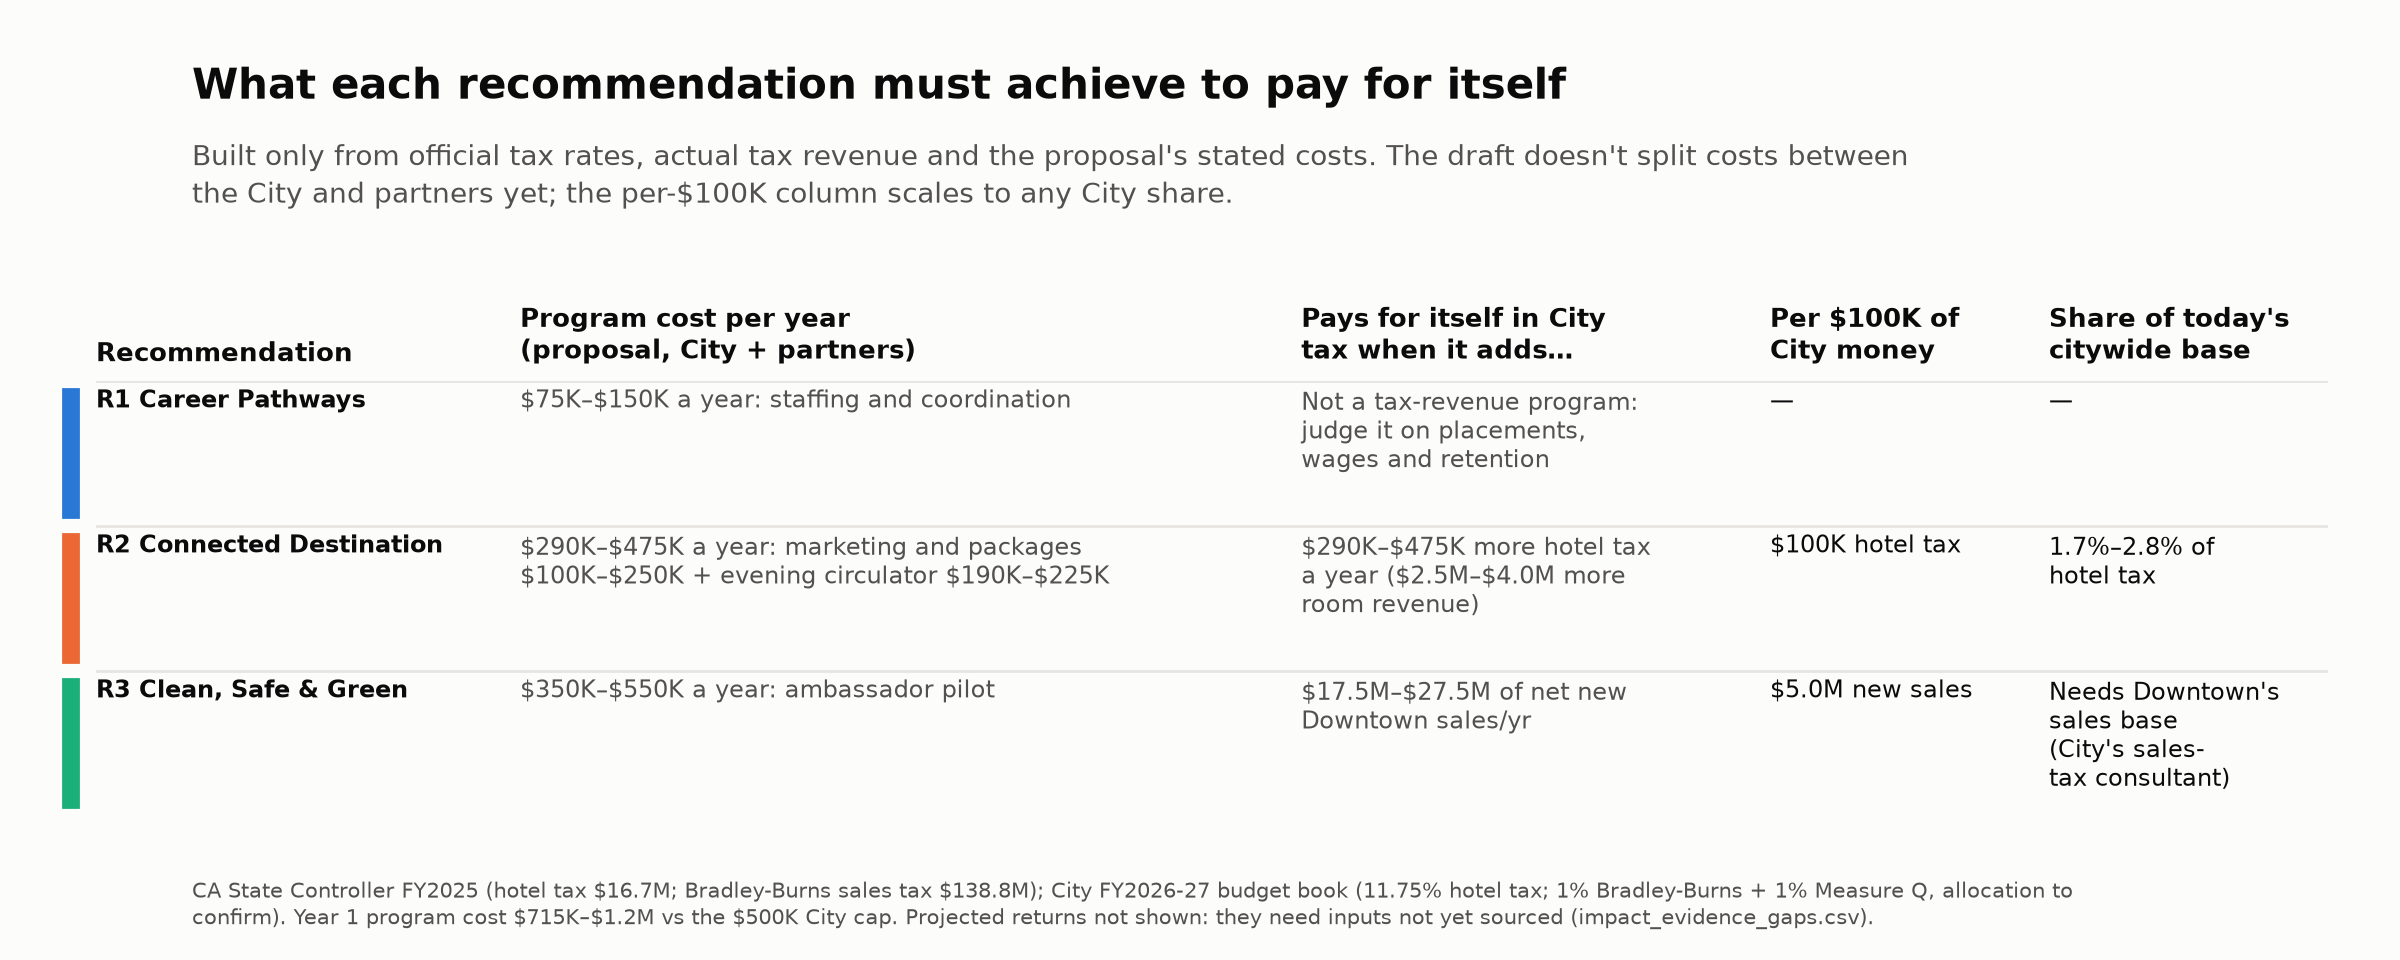 What each recommendation must achieve to pay for itself
Built only from official tax rates, actual tax revenue and the proposal's stated costs. The draft doesn't split costs between
the City and partners yet; the per-$100K column scales to any City share.
Recommendation
Program cost per year
(proposal, City + partners)
Pays for itself in City
tax when it adds…
Per $100K of
City money
Share of today's
citywide base
R1 Career Pathways
$75K–$150K a year: staffing and coordination
Not a tax-revenue program:
judge it on placements,
wages and retention
—
—
R2 Connected Destination
$290K–$475K a year: marketing and packages
$100K–$250K + evening circulator $190K–$225K
$290K–$475K more hotel tax
a year ($2.5M–$4.0M more
room revenue)
$100K hotel tax
1.7%–2.8% of
hotel tax
R3 Clean, Safe & Green
$350K–$550K a year: ambassador pilot
$17.5M–$27.5M of net new
Downtown sales/yr
$5.0M new sales
Needs Downtown's
sales base
(City's sales-
tax consultant)
CA State Controller FY2025 (hotel tax $16.7M; Bradley-Burns sales tax $138.8M); City FY2026-27 budget book (11.75% hotel tax; 1% Bradley-Burns + 1% Measure Q, allocation to
confirm). Year 1 program cost $715K–$1.2M vs the $500K City cap. Projected returns not shown: they need inputs not yet sourced (impact_evidence_gaps.csv).